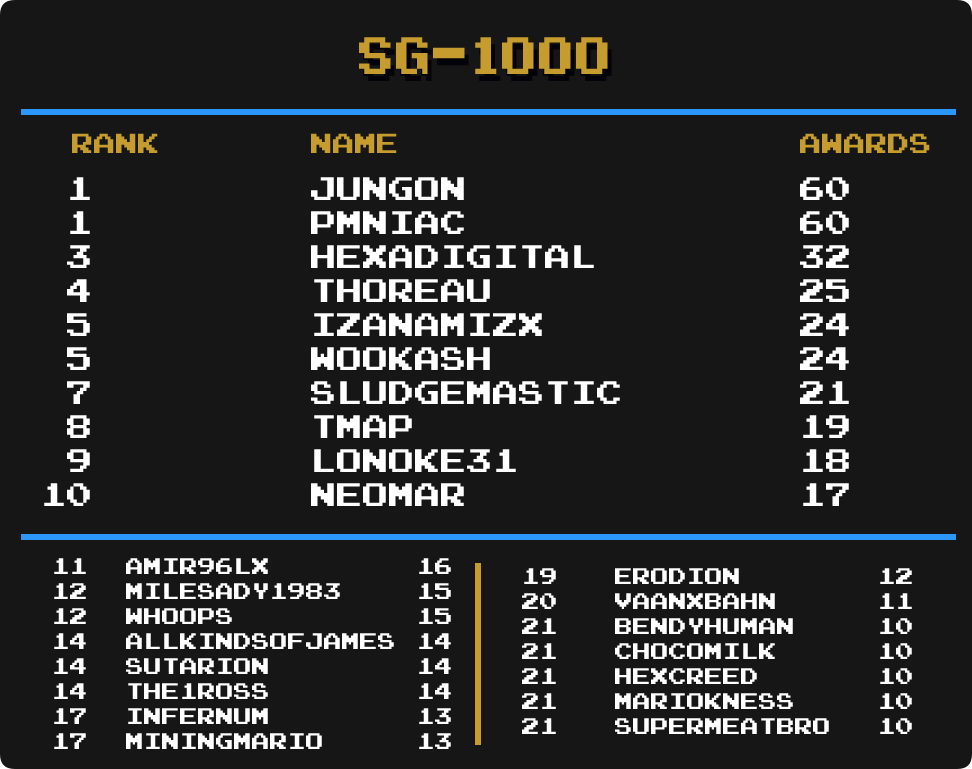 SG-1000
RANK NAME AWARDS
1 JUNGON 60
1 PMNIAC 60
3 HEXADIGITAL 32
4 THOREAU 25
5 IZANAMIZX 24
5 WOOKASH 24
7 SLUDGEMASTIC 21
8 TMAP 19
9 LONOKE31 18
10 NEOMAR 17
11 AMIR96LX 16
12 MILESADY1983 15
12 WHOOPS 15
14 ALLKINDSOFJAMES 14
14 SUTARION 14
14 THE1ROSS 14
17 INFERNUM 13
17 MININGMARIO 13
19 ERODION 12
20 VAANXBAHN 11
21 BENDYHUMAN 10
21 CHOCOMILK 10
21 HEXCREED 10
21 MARIOKNESS 10
21 SUPERMEATBRO 10